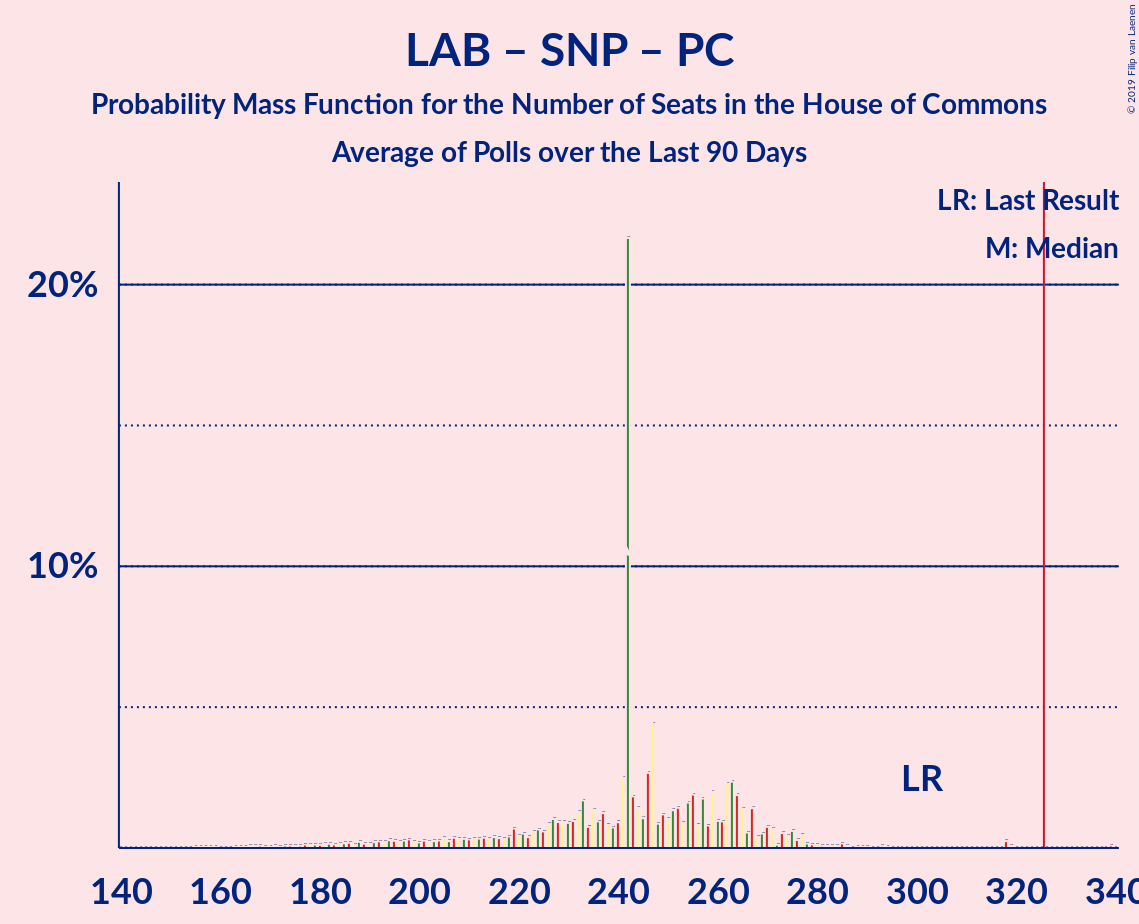 LAB – SNP – PC
Probability Mass Function for the Number of Seats in the House of Commons
Average of Polls over the Last 90 Days
© 2019 Filip van Laenen
LR: Last Result
M: Median
20%
10%
LR
140 160 180 200 220 240 260 280 300 320 340